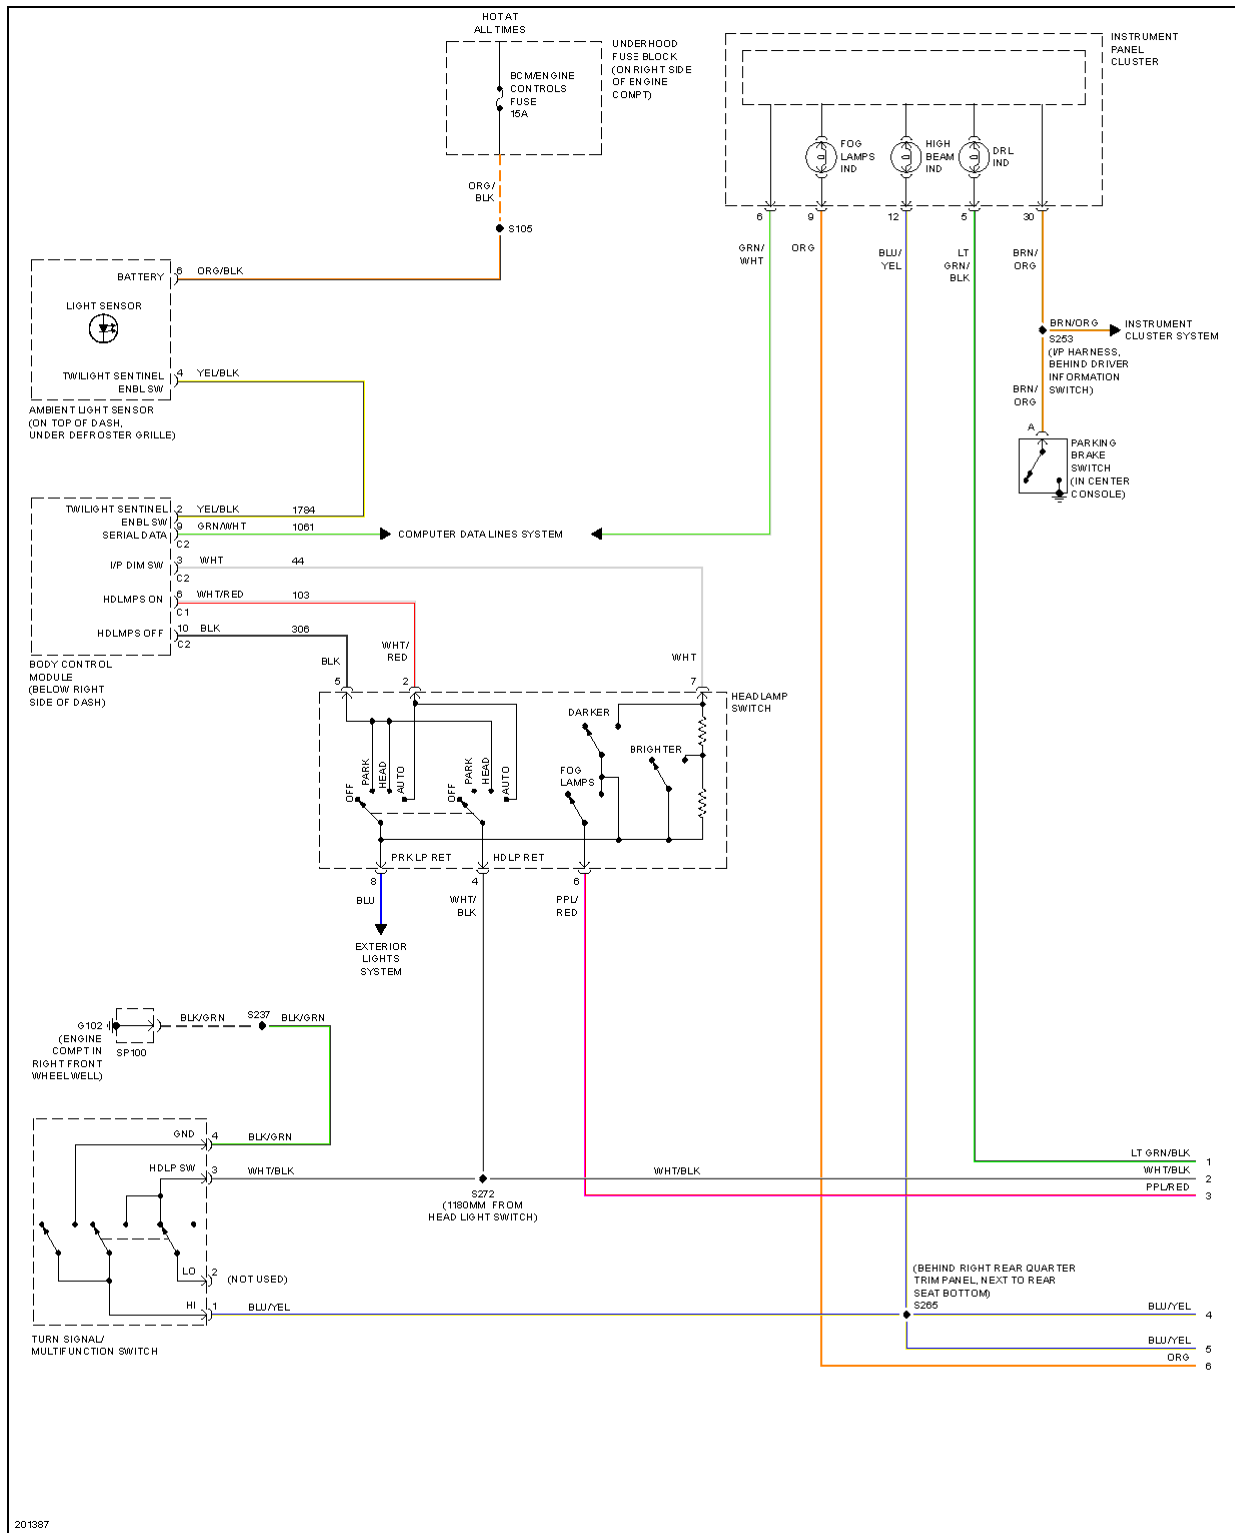 HOT AT
ALL TIMES
UNDERHOOD
FUSE BLOCK
(ON RIGHT SIDE
OF ENGINE
COMPT)
BCM/ENGINE
CONTROLS
FUSE
15A
ORG/
BLK
S105
INSTRUMENT
PANEL
CLUSTER
FOG
LAMPS
IND
HIGH
BEAM
IND
DRL
IND
6
9
12
5
30
GRN/
WHT
ORG
BLU/
YEL
LT
GRN/
BLK
BRN/
ORG
BRN/ORG
S253
(I/P HARNESS,
BEHIND DRIVER
INFORMATION
SWITCH)
INSTRUMENT
CLUSTER SYSTEM
BRN/
ORG
A
PARKING
BRAKE
SWITCH
(IN CENTER
CONSOLE)
BATTERY
6
ORG/BLK
LIGHT SENSOR
TWILIGHT SENTINEL
ENBL SW
4
YEL/BLK
AMBIENT LIGHT SENSOR
(ON TOP OF DASH,
UNDER DEFROSTER GRILLE)
TWILIGHT SENTINEL
ENBL SW
2
YEL/BLK
1784
SERIAL DATA
9
GRN/WHT
1061
C2
COMPUTER DATA LINES SYSTEM
I/P DIM SW
3
WHT
44
C2
HDLMPS ON
6
WHT/RED
103
C1
HDLMPS OFF
10
BLK
306
C2
BODY CONTROL
MODULE
(BELOW RIGHT
SIDE OF DASH)
BLK
WHT/
RED
WHT
5
2
7
HEADLAMP
SWITCH
DARKER
BRIGHTER
FOG
LAMPS
OFF
PARK
HEAD
AUTO
OFF
PARK
HEAD
AUTO
PRK LP RET
HDLP RET
8
4
6
BLU
WHT/
BLK
PPL/
RED
EXTERIOR
LIGHTS
SYSTEM
G102
(ENGINE
COMPT IN
RIGHT FRONT
WHEEL WELL)
SP100
BLK/GRN
S237
BLK/GRN
GND
4
BLK/GRN
HDLP SW
3
WHT/BLK
S272
(1180MM FROM
HEAD LIGHT SWITCH)
WHT/BLK
LO
2
(NOT USED)
HI
1
BLU/YEL
TURN SIGNAL/
MULTIFUNCTION SWITCH
(BEHIND RIGHT REAR QUARTER
TRIM PANEL, NEXT TO REAR
SEAT BOTTOM)
S265
LT GRN/BLK
1
WHT/BLK
2
PPL/RED
3
BLU/YEL
4
BLU/YEL
5
ORG
6
201387